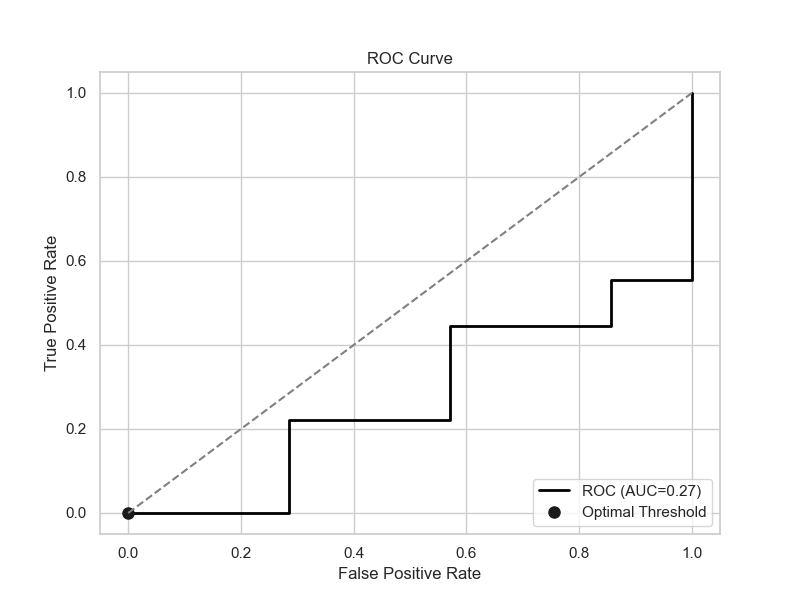 ROC Curve
True Positive Rate
1.0
0.8
0.6
0.4
0.2
0.0
ROC (AUC=0.27)
Optimal Threshold
0.0 0.2 0.4 0.6 0.8 1.0
False Positive Rate